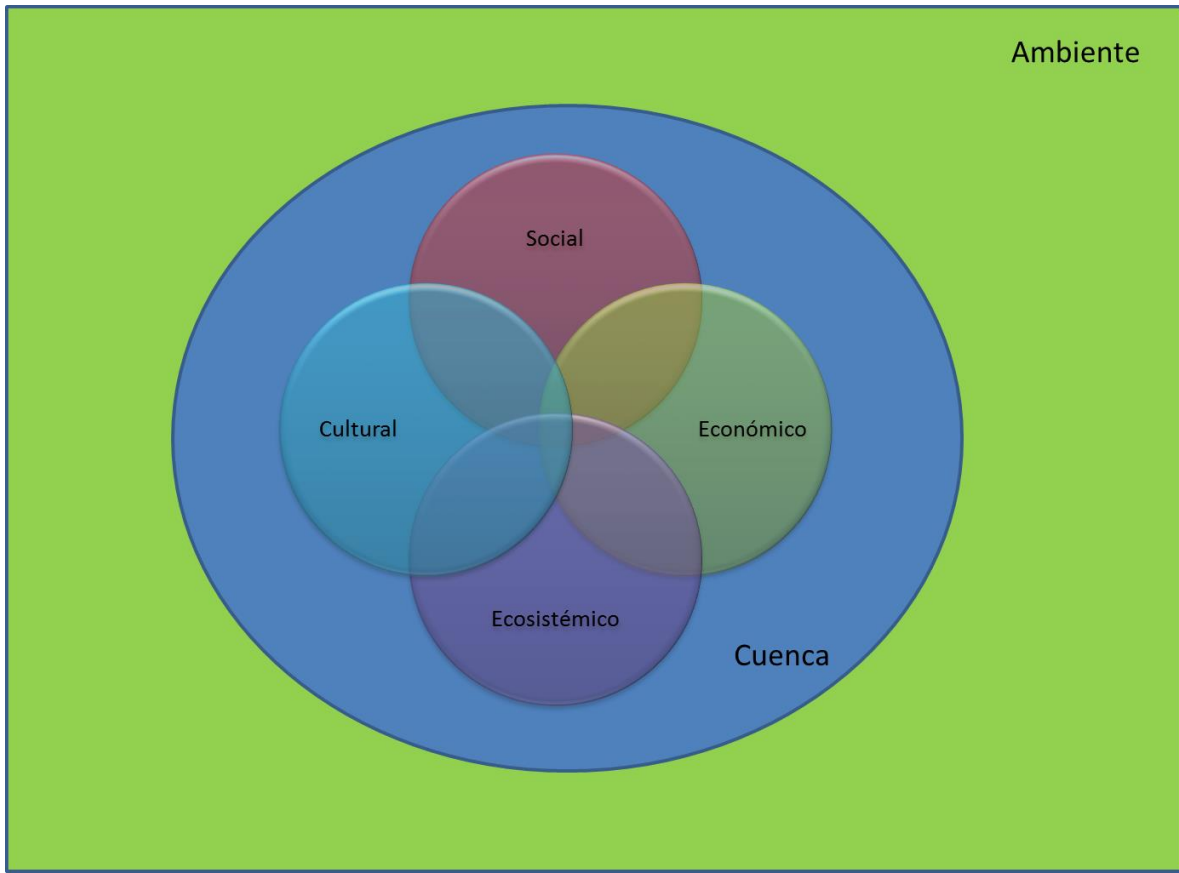 Ambiente
Social
Cultural
Económico
Ecosistémico
Cuenca